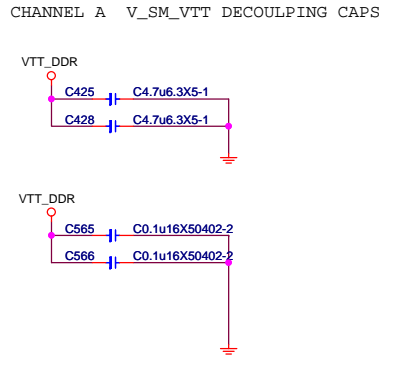 CHANNEL A V_SM_VTT DECOULPING CAPS
VTT_DDR
C425 C4.7u6.3X5-1
C428 C4.7u6.3X5-1
VTT_DDR
C565 C0.1u16X50402-2
C566 C0.1u16X50402-2